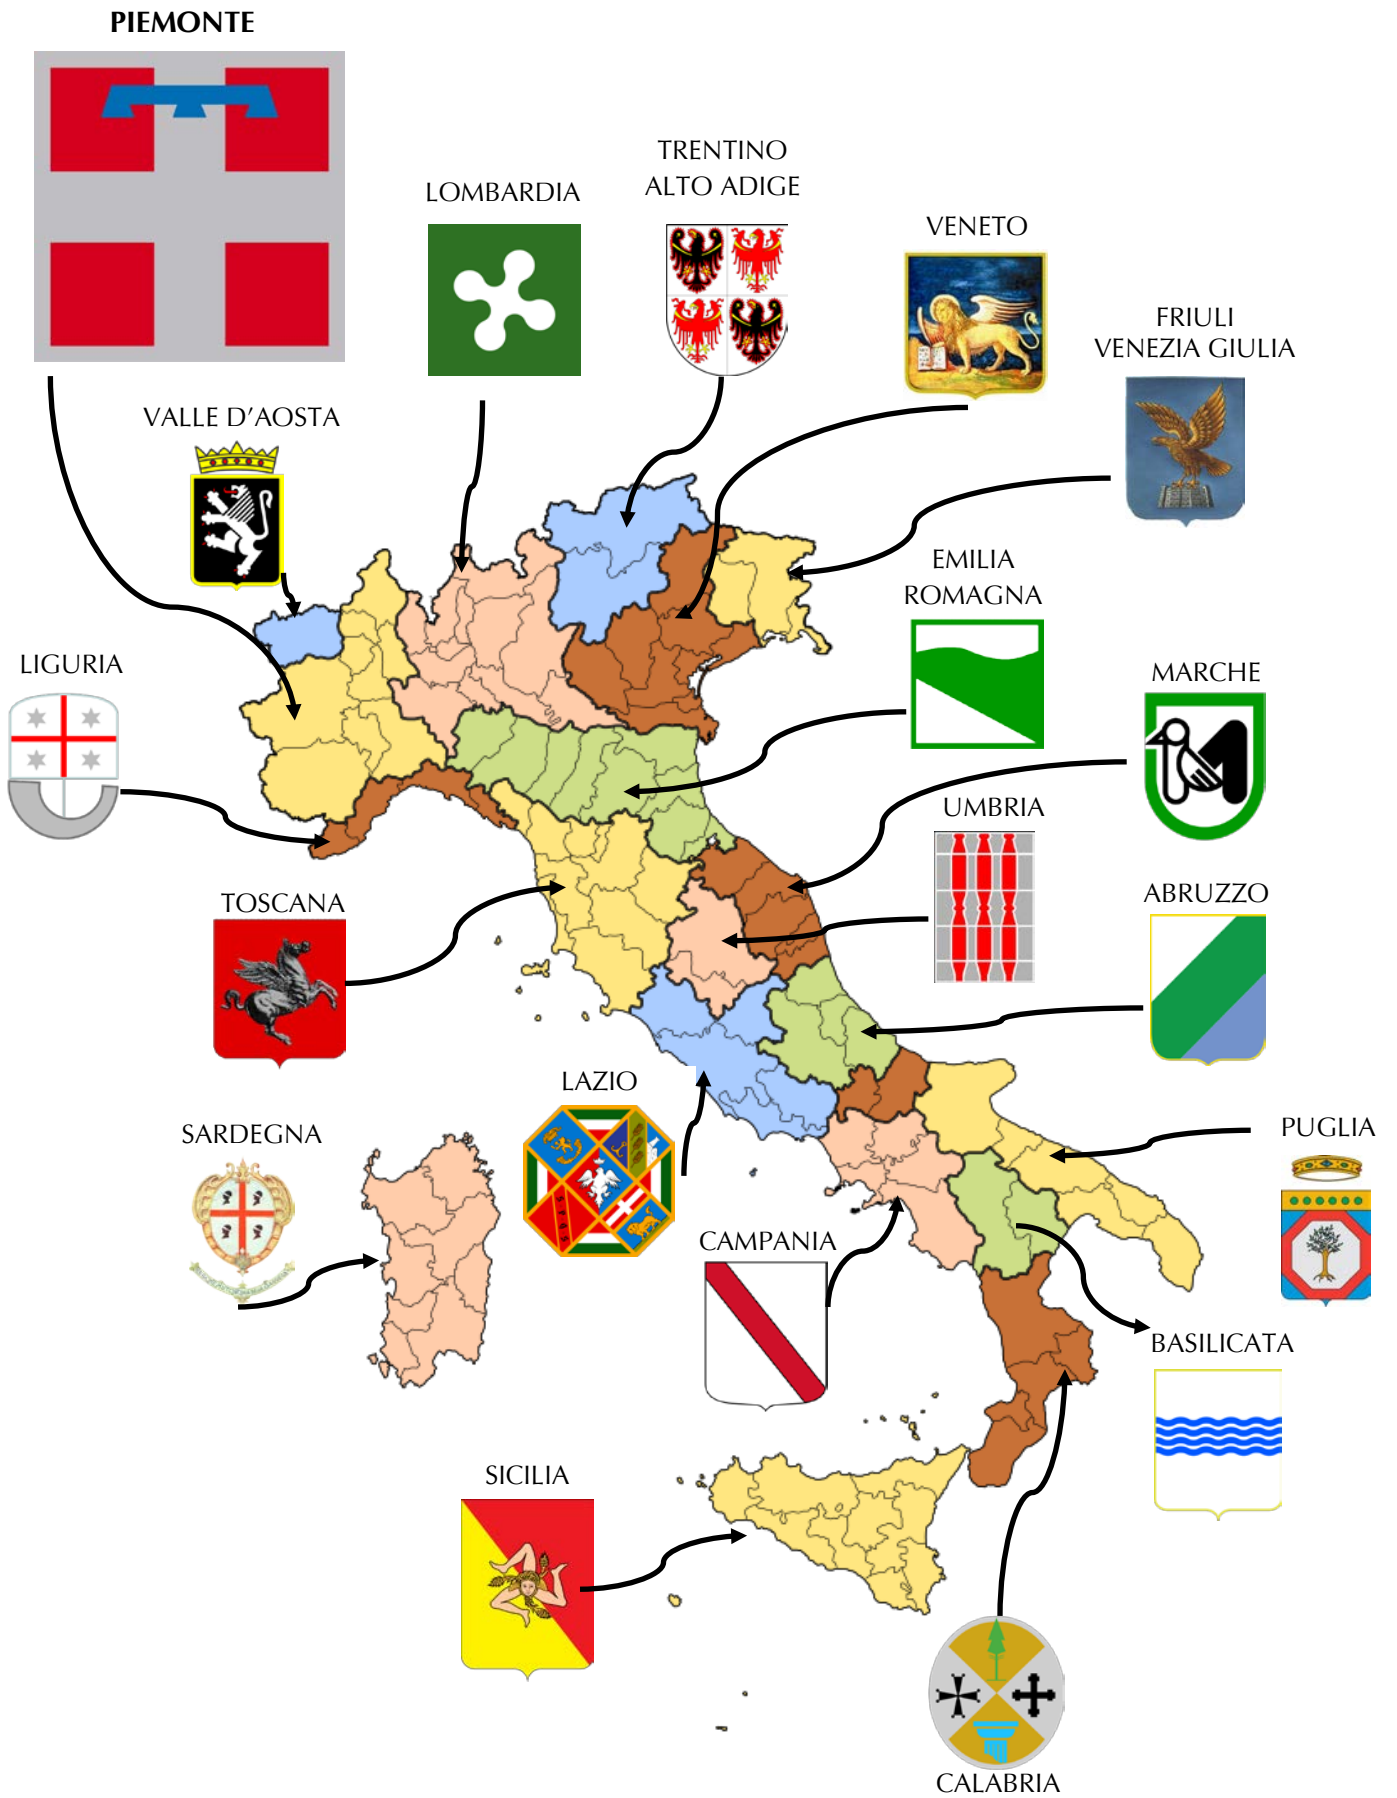 PIEMONTE
TRENTINO
ALTO ADIGE
LOMBARDIA
VENETO
FRIULI
VENEZIA GIULIA
VALLE D’AOSTA
EMILIA
ROMAGNA
LIGURIA
MARCHE
UMBRIA
TOSCANA
ABRUZZO
LAZIO
SARDEGNA
PUGLIA
CAMPANIA
BASILICATA
SICILIA
CALABRIA